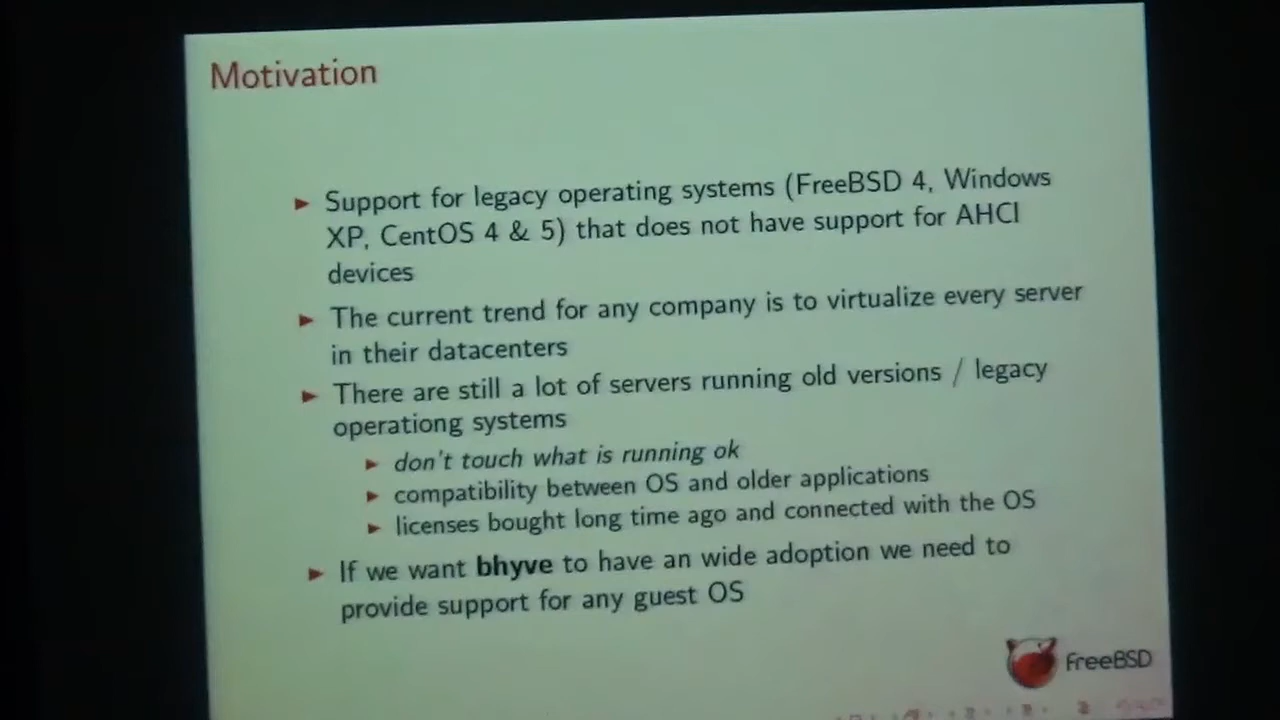 Motivation
Support for legacy operating systems (FreeBSD 4, Windows
XP, CentOS 4 & 5) that does not have support for AHCI
devices
The current trend for any company is to virtualize every server
in their datacenters
There are still a lot of servers running old versions / legacy
operationg systems
don't touch what is running ok
compatibility between OS and older applications
licenses bought long time ago and connected with the OS
If we want bhyve to have an wide adoption we need to
provide support for any guest OS
FreeBSD